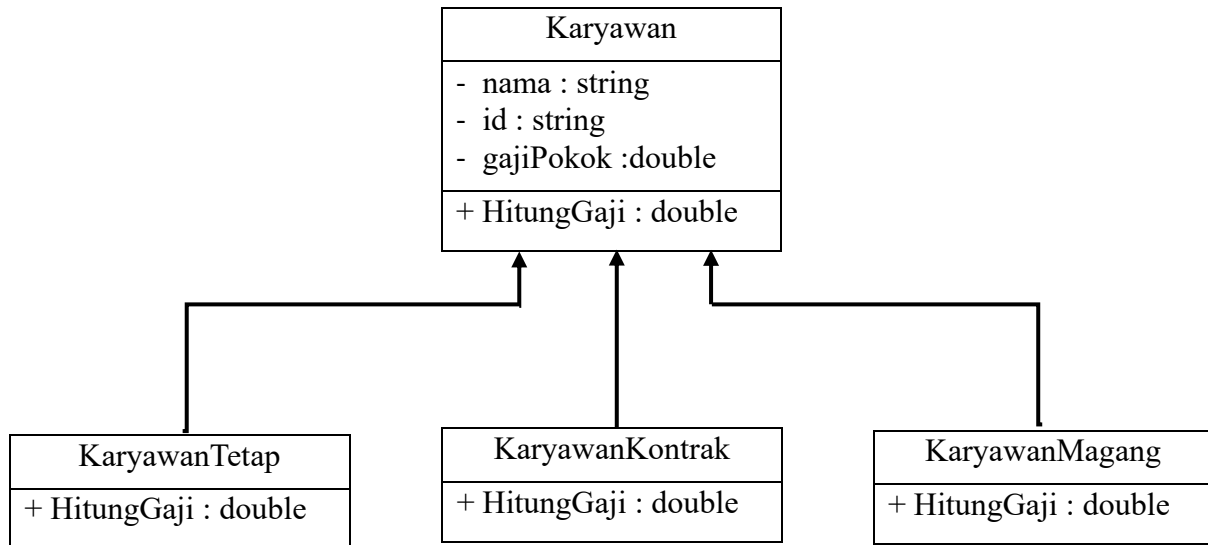 Karyawan
- nama : string
- id : string
- gajiPokok :double
+ HitungGaji : double
KaryawanTetap
+ HitungGaji : double
KaryawanKontrak
+ HitungGaji : double
KaryawanMagang
+ HitungGaji : double